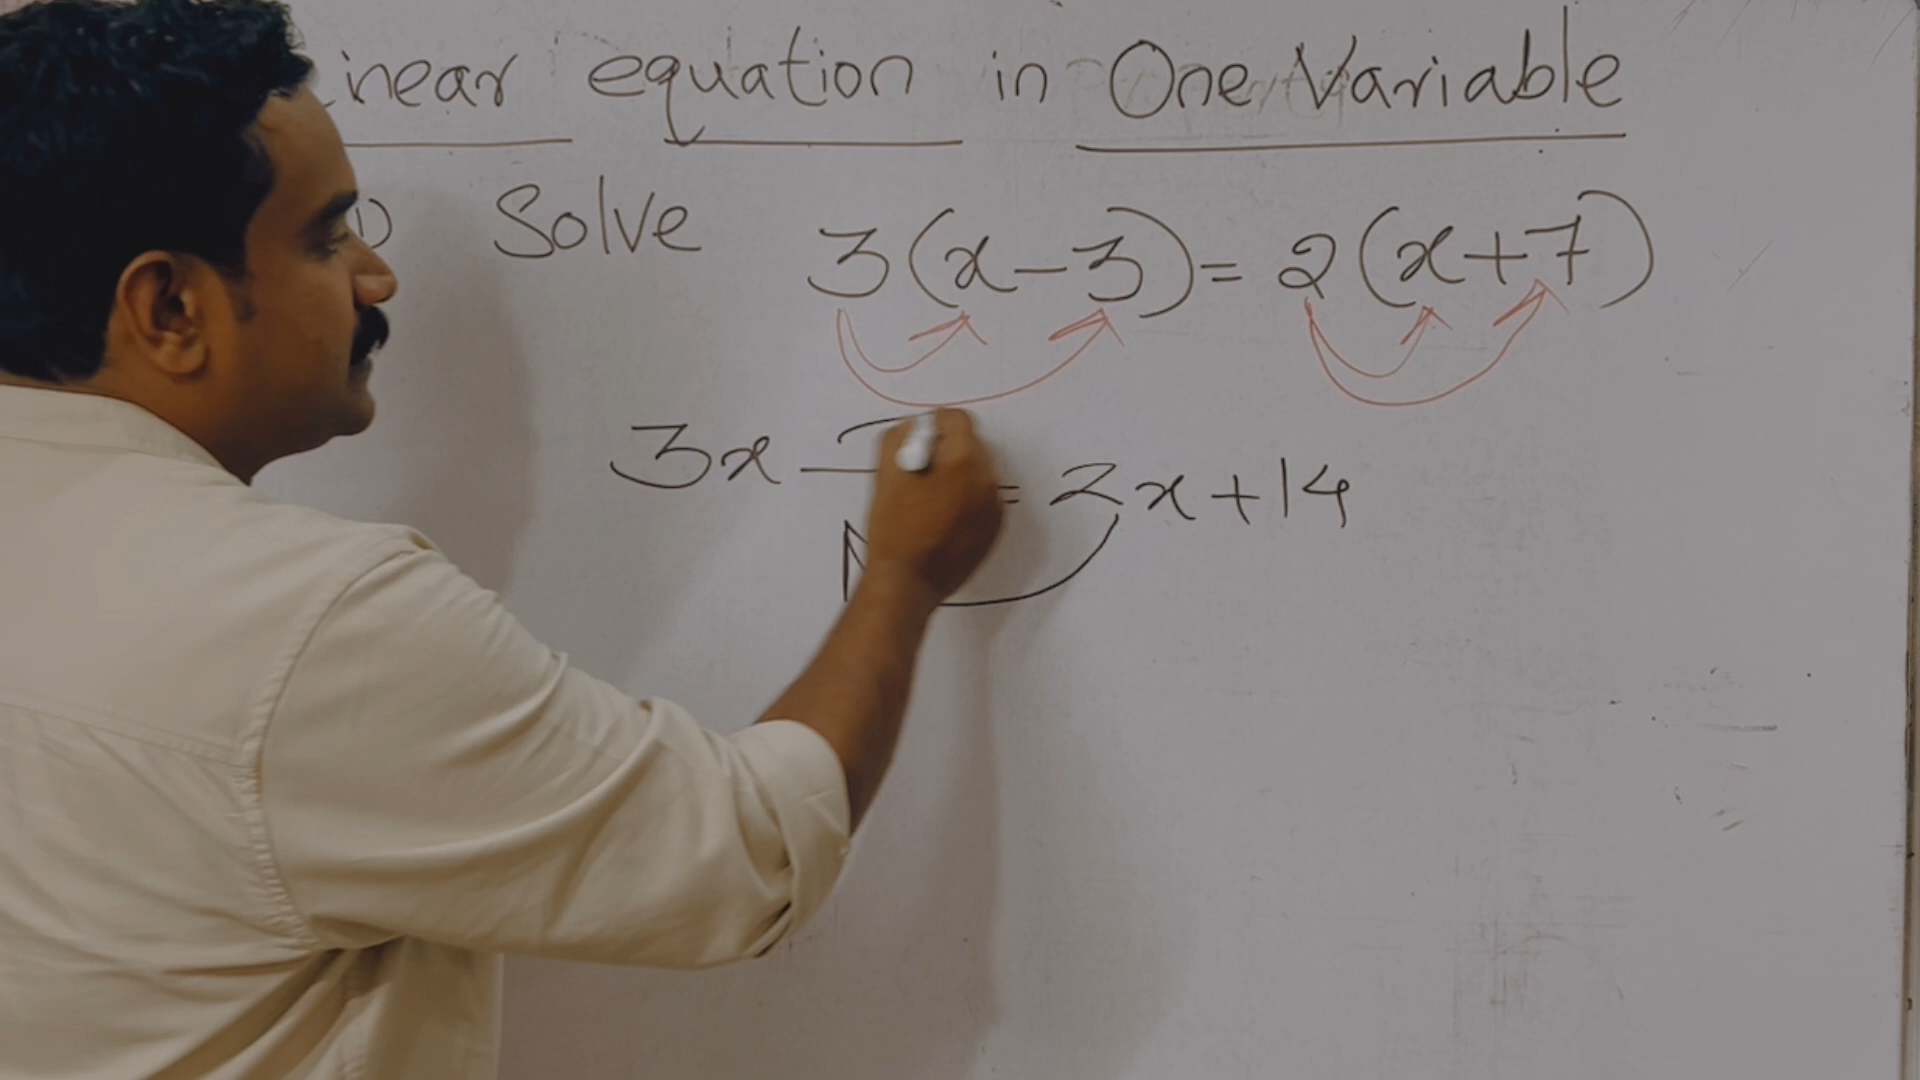 inear equation in One Variable
Solve 3(x-3)=2(x+7)
3x - = 2x+14